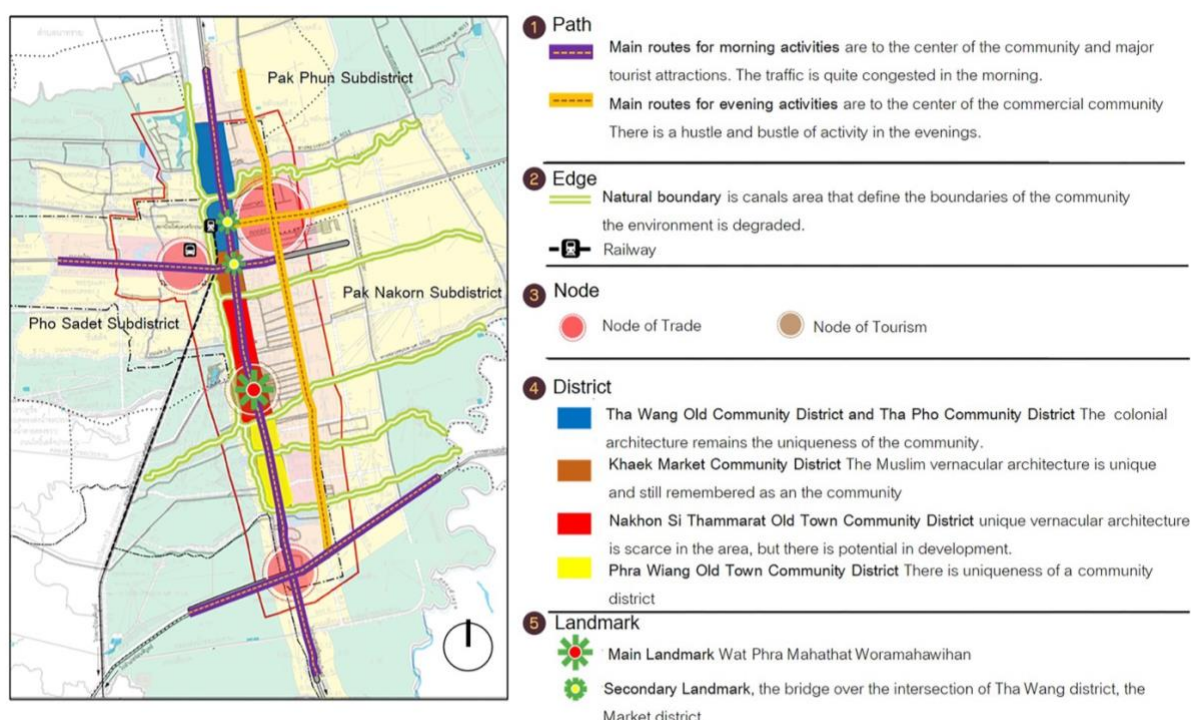 Pak Phun Subdistrict
Pak Nakorn Subdistrict
Pho Sadet Subdistrict
1 Path
Main routes for morning activities are to the center of the community and major
tourist attractions. The traffic is quite congested in the morning.
Main routes for evening activities are to the center of the commercial community
There is a hustle and bustle of activity in the evenings.
2 Edge
Natural boundary is canals area that define the boundaries of the community
the environment is degraded.
Railway
3 Node
Node of Trade
Node of Tourism
4 District
Tha Wang Old Community District and Tha Pho Community District The colonial
architecture remains the uniqueness of the community.
Khaek Market Community District The Muslim vernacular architecture is unique
and still remembered as an the community
Nakhon Si Thammarat Old Town Community District unique vernacular architecture
is scarce in the area, but there is potential in development.
Phra Wiang Old Town Community District There is uniqueness of a community
district
5 Landmark
Main Landmark Wat Phra Mahathat Woramahawihan
Secondary Landmark, the bridge over the intersection of Tha Wang district, the
Market district